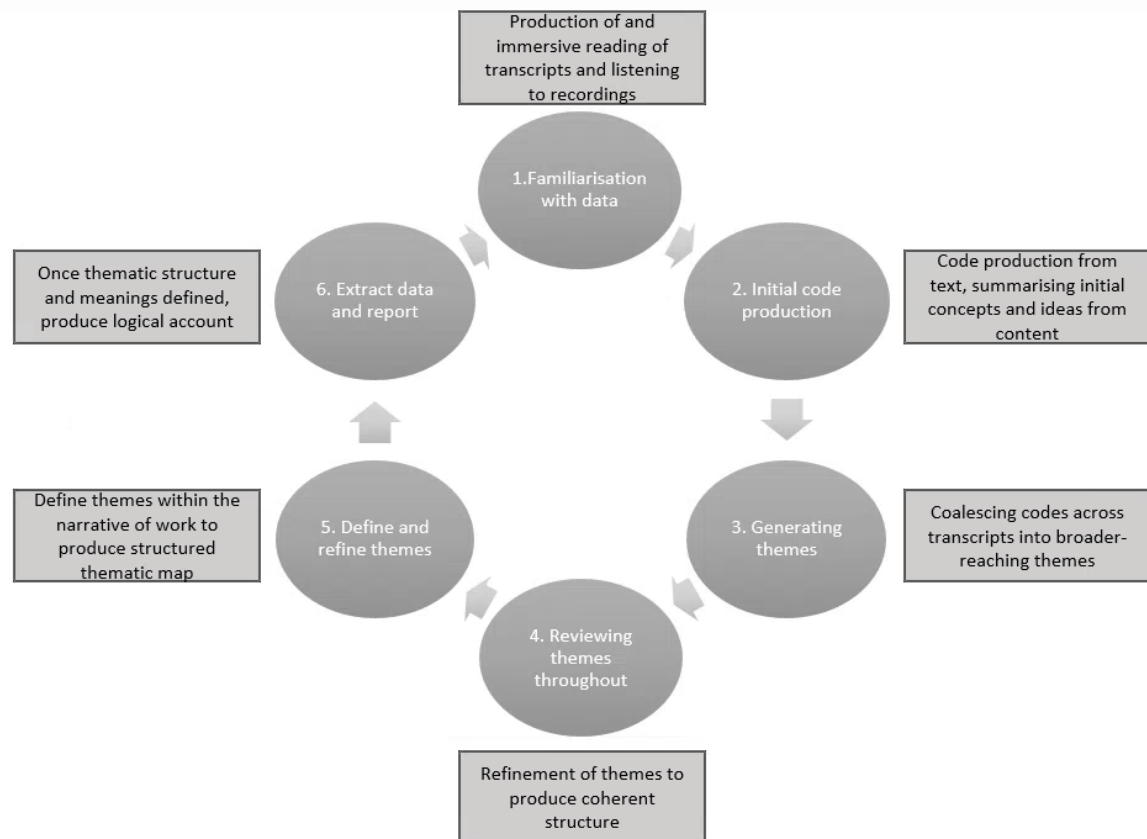 Production of and
immersive reading of
transcripts and listening
to recordings
1.Familiarisation
with data
2. Initial code
production
Code production from
text, summarising initial
concepts and ideas from
content
3. Generating
themes
Coalescing codes across
transcripts into broader-
reaching themes
4. Reviewing
themes
throughout
Refinement of themes to
produce coherent
structure
5. Define and
refine themes
Define themes within the
narrative of work to
produce structured
thematic map
6. Extract data
and report
Once thematic structure
and meanings defined,
produce logical account